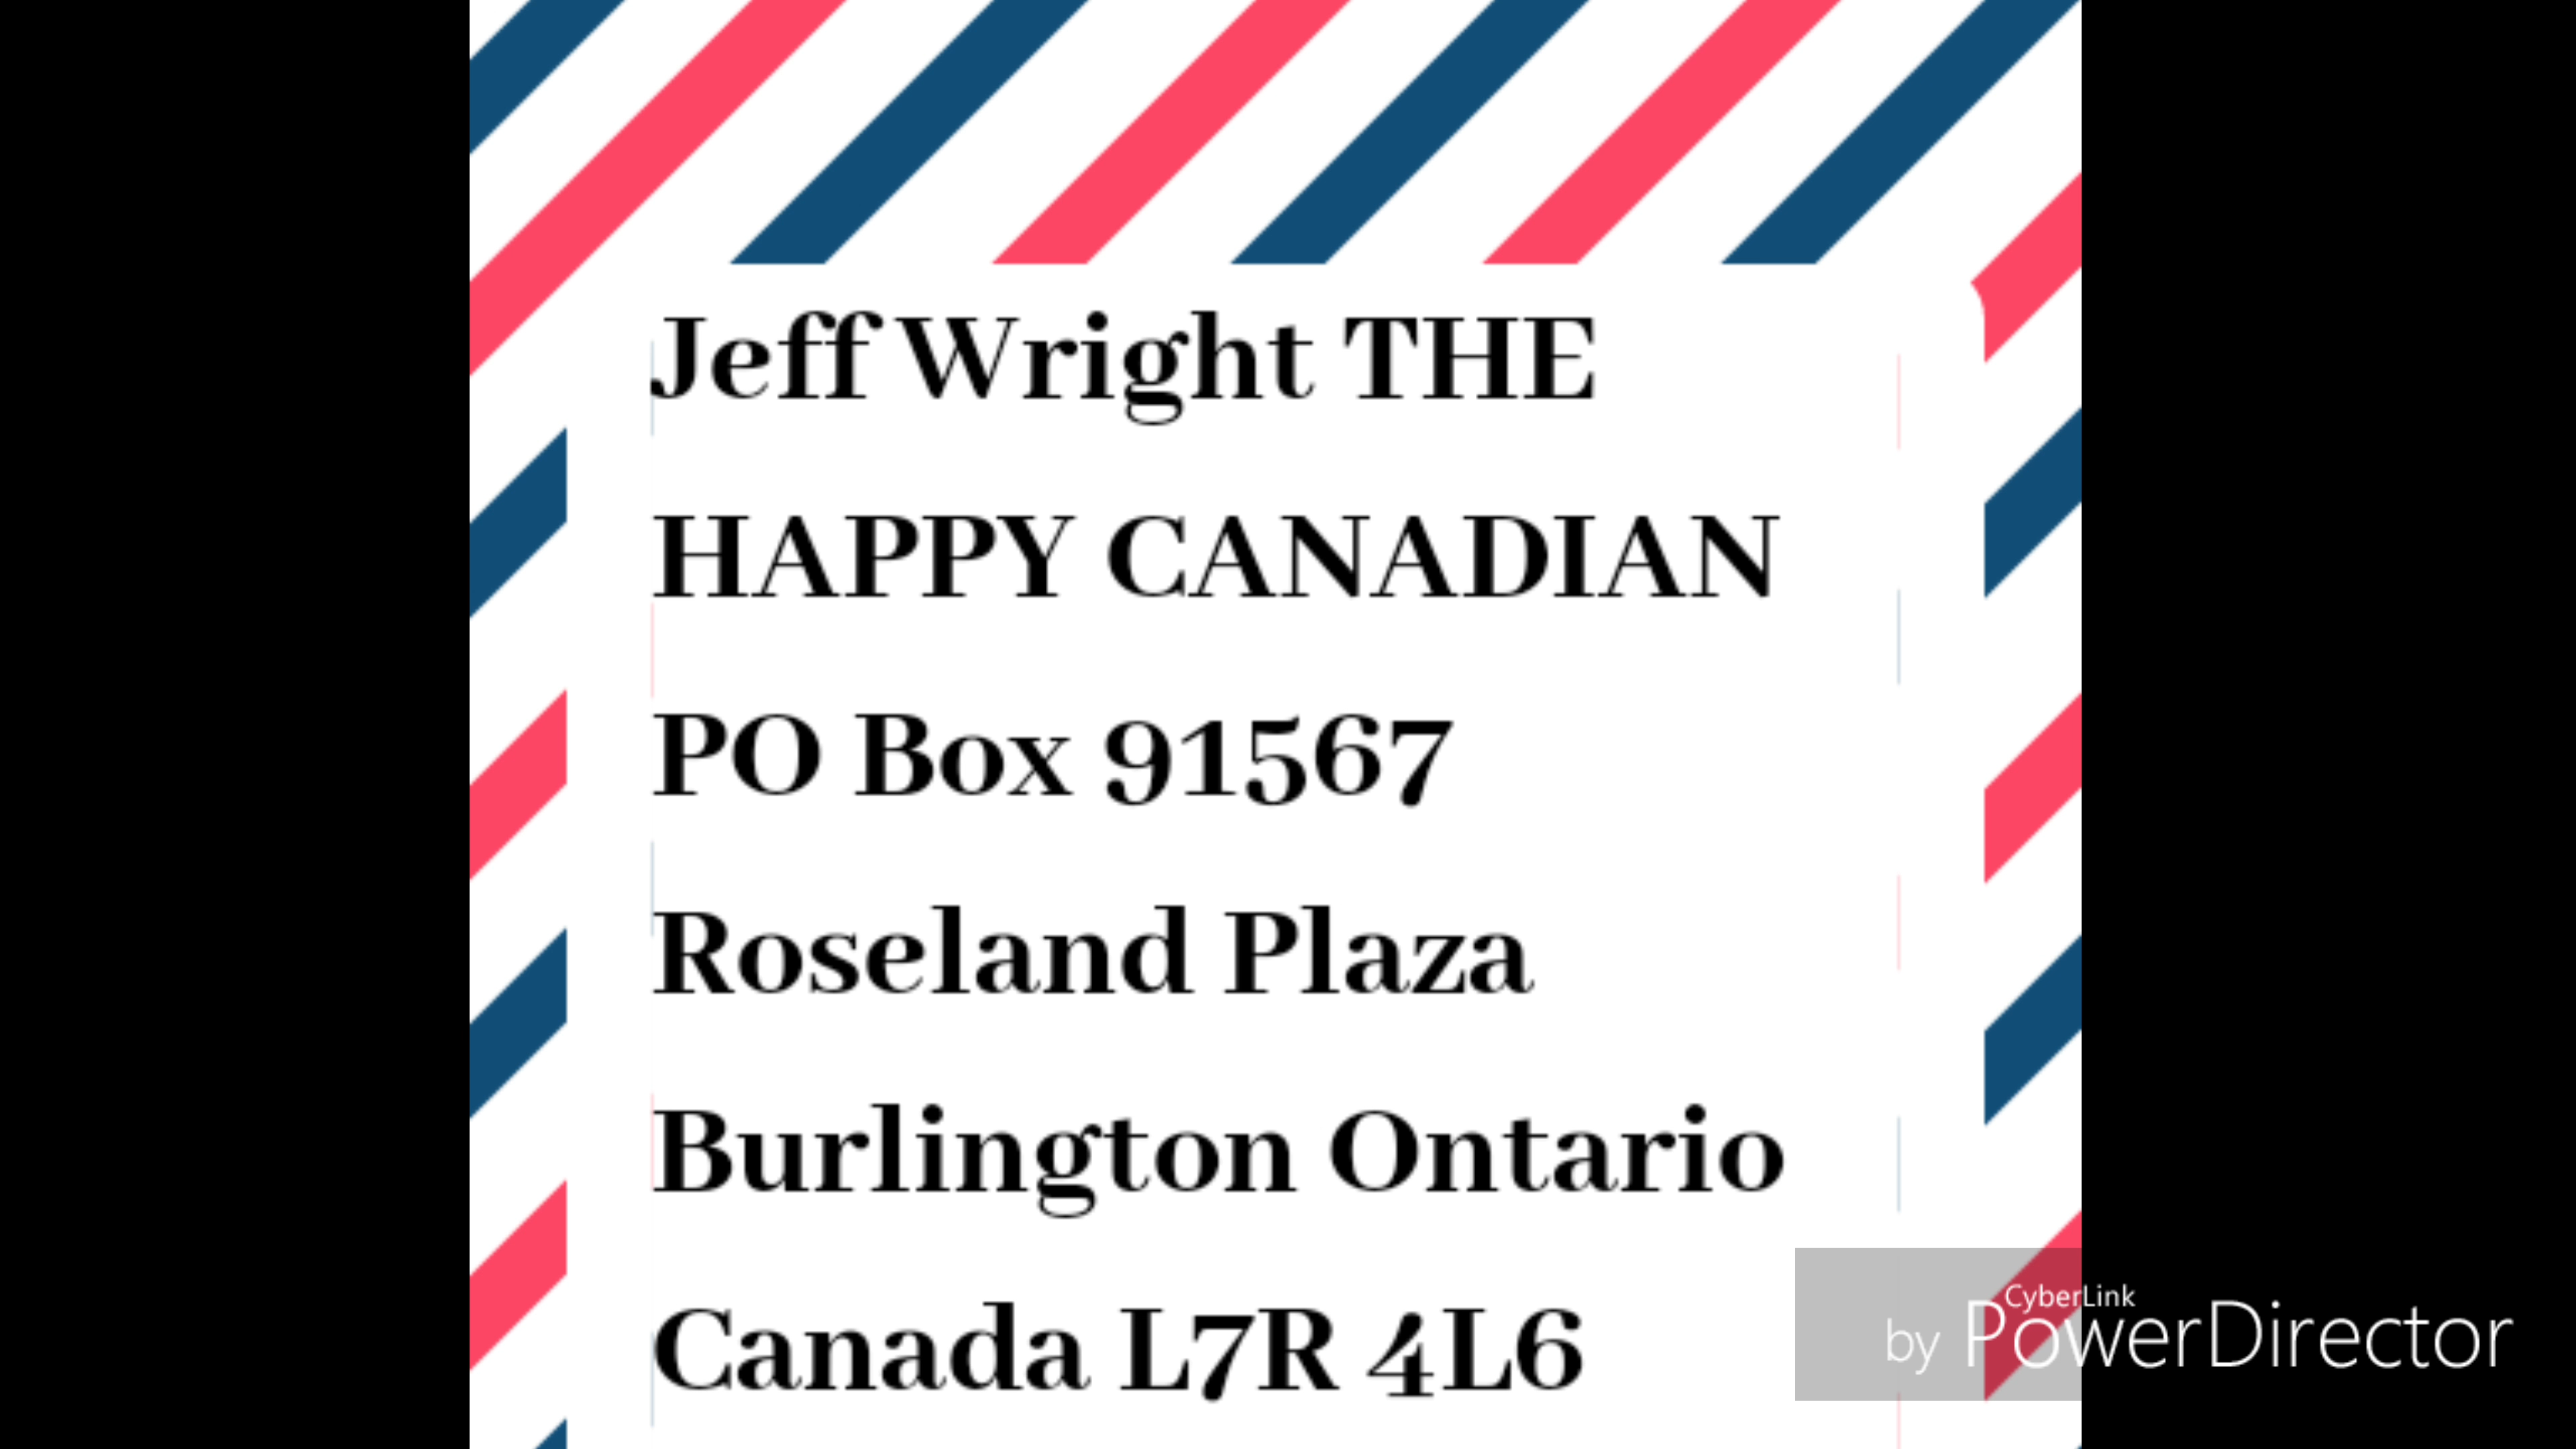 Jeff Wright THE
HAPPY CANADIAN
PO Box 91567
Roseland Plaza
Burlington Ontario
Canada L7R 4L6
by CyberLink PowerDirector